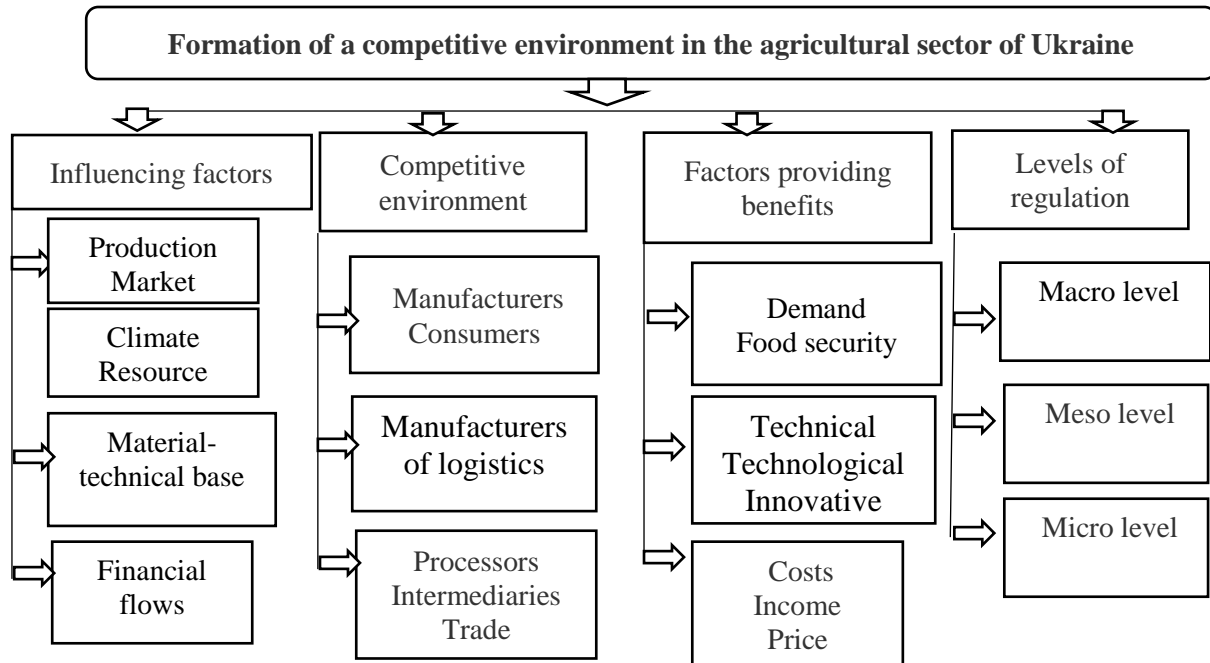 Formation of a competitive environment in the agricultural sector of Ukraine
Influencing factors
Production
Market
Climate
Resource
Material-
technical base
Financial
flows
Competitive
environment
Manufacturers
Consumers
Manufacturers
of logistics
Processors
Intermediaries
Trade
Factors providing
benefits
Demand
Food security
Technical
Technological
Innovative
Costs
Income
Price
Levels of
regulation
Macro level
Meso level
Micro level